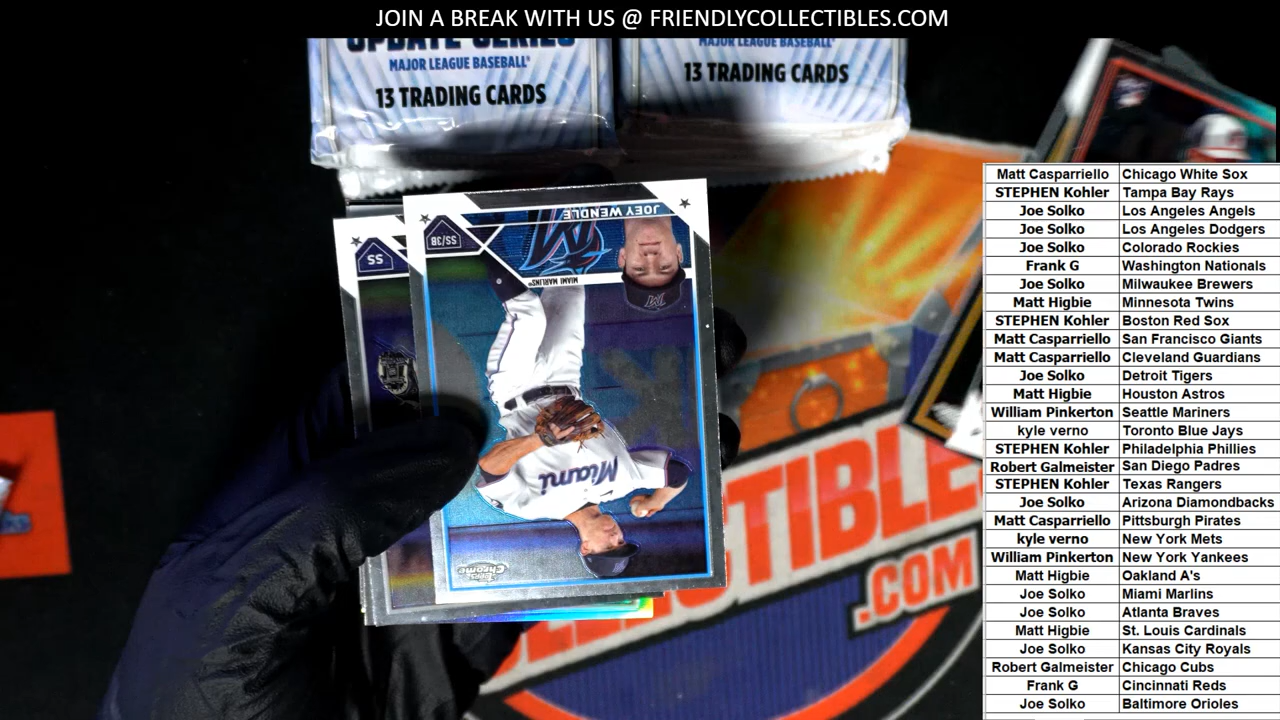 JOIN A BREAK WITH US @ FRIENDLYCOLLECTIBLES.COM
UPDATE SERIES
MAJOR LEAGUE BASEBALL
13 TRADING CARDS
MAJOR LEAGUE BASEBALL
13 TRADING CARDS
JOEY WENDLE
SS/3B
MIAMI MARLINS
SS
Miami
Topps Chrome
TIBLE
.COM
Matt Casparriello Chicago White Sox
STEPHEN Kohler Tampa Bay Rays
Joe Solko Los Angeles Angels
Joe Solko Los Angeles Dodgers
Joe Solko Colorado Rockies
Frank G Washington Nationals
Joe Solko Milwaukee Brewers
Matt Higbie Minnesota Twins
STEPHEN Kohler Boston Red Sox
Matt Casparriello San Francisco Giants
Matt Casparriello Cleveland Guardians
Joe Solko Detroit Tigers
Matt Higbie Houston Astros
William Pinkerton Seattle Mariners
kyle verno Toronto Blue Jays
STEPHEN Kohler Philadelphia Phillies
Robert Galmeister San Diego Padres
STEPHEN Kohler Texas Rangers
Joe Solko Arizona Diamondbacks
Matt Casparriello Pittsburgh Pirates
kyle verno New York Mets
William Pinkerton New York Yankees
Matt Higbie Oakland A's
Joe Solko Miami Marlins
Joe Solko Atlanta Braves
Matt Higbie St. Louis Cardinals
Joe Solko Kansas City Royals
Robert Galmeister Chicago Cubs
Frank G Cincinnati Reds
Joe Solko Baltimore Orioles